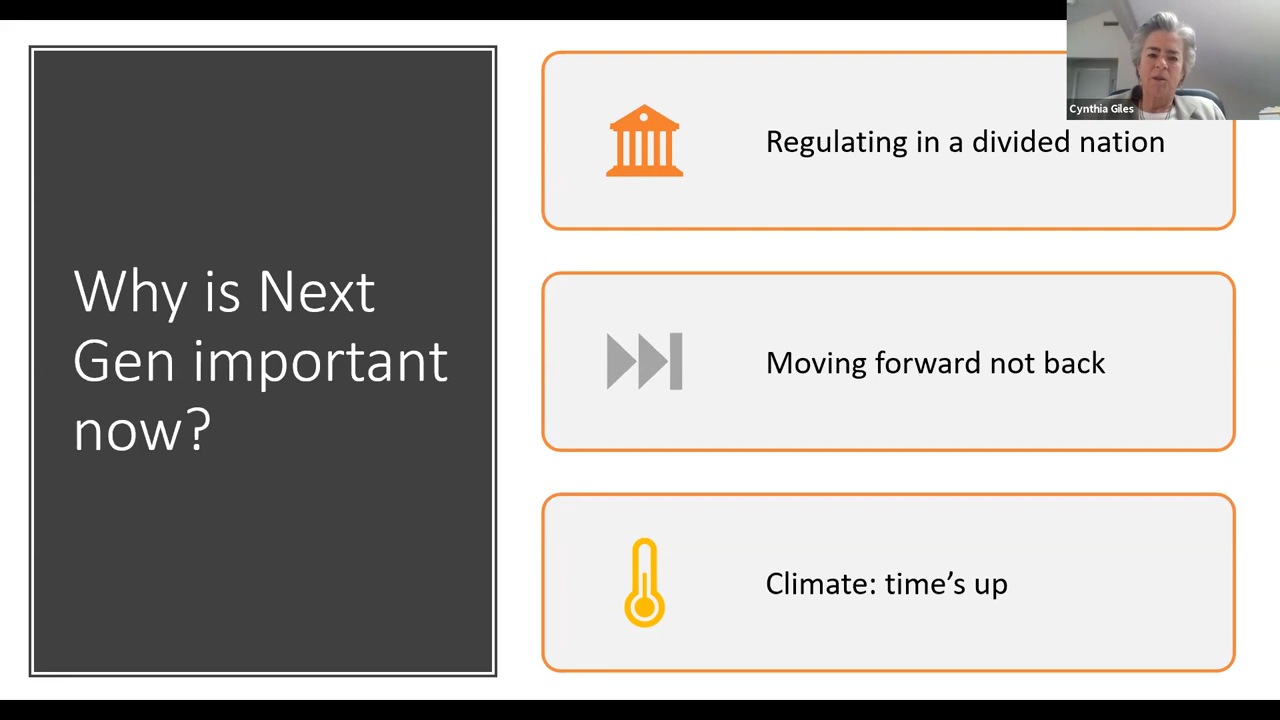 Why is Next
Gen important
now?
Cynthia Giles
Regulating in a divided nation
Moving forward not back
Climate: time’s up